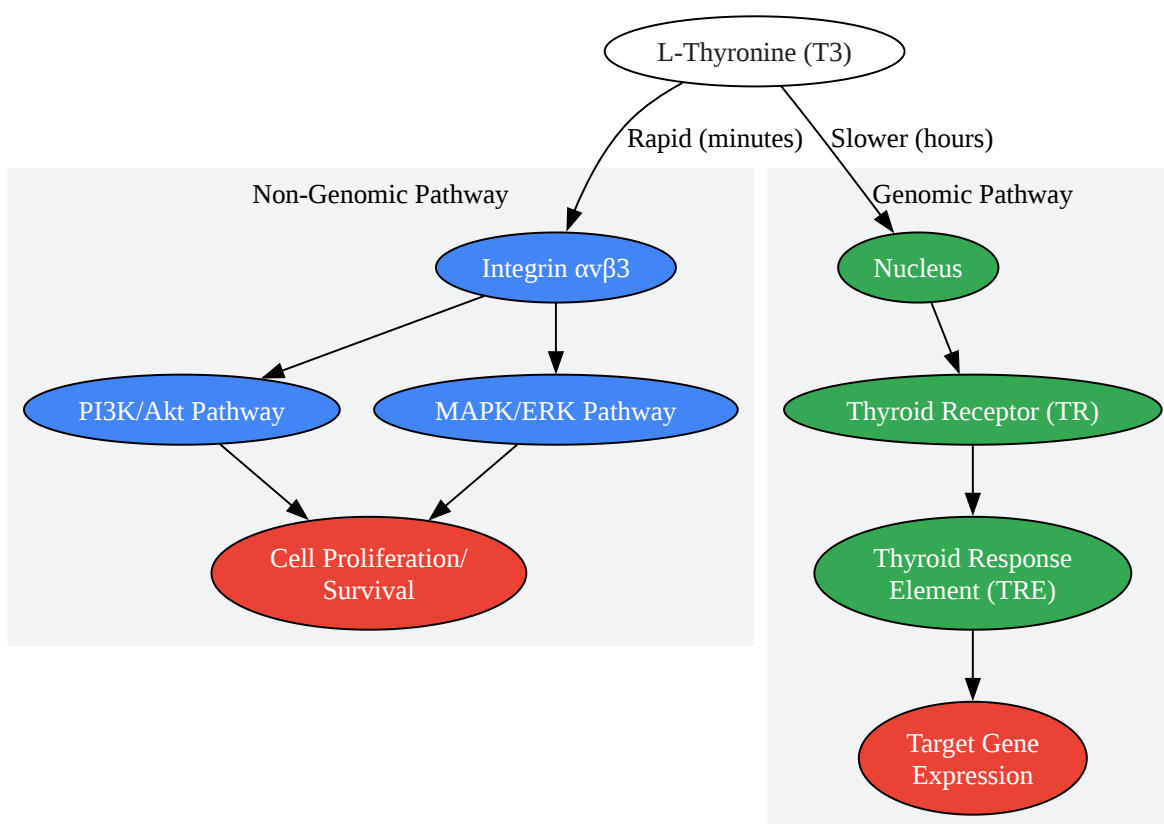 L-Thyronine (T3)
Rapid (minutes)
Slower (hours)
Non-Genomic Pathway
Genomic Pathway
Integrin αvβ3
Nucleus
PI3K/Akt Pathway
MAPK/ERK Pathway
Thyroid Receptor (TR)
Cell Proliferation/
Survival
Thyroid Response
Element (TRE)
Target Gene
Expression